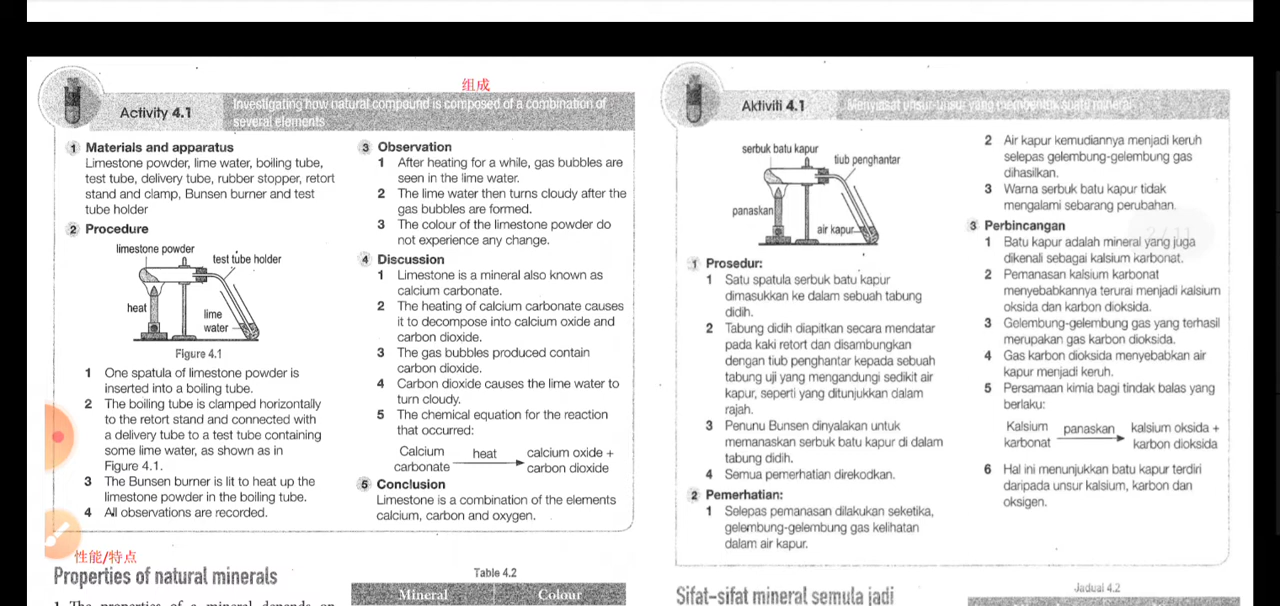 组成
Activity 4.1
Investigating how natural compound is composed of a combination of
several elements
1 Materials and apparatus
Limestone powder, lime water, boiling tube,
test tube, delivery tube, rubber stopper, retort
stand and clamp, Bunsen burner and test
tube holder
2 Procedure
limestone powder
test tube holder
heat
lime
water
Figure 4.1
1 One spatula of limestone powder is
inserted into a boiling tube.
2 The boiling tube is clamped horizontally
to the retort stand and connected with
a delivery tube to a test tube containing
some lime water, as shown as in
Figure 4.1.
3 The Bunsen burner is lit to heat up the
limestone powder in the boiling tube.
4 All observations are recorded.
3 Observation
1 After heating for a while, gas bubbles are
seen in the lime water.
2 The lime water then turns cloudy after the
gas bubbles are formed.
3 The colour of the limestone powder do
not experience any change.
4 Discussion
1 Limestone is a mineral also known as
calcium carbonate.
2 The heating of calcium carbonate causes
it to decompose into calcium oxide and
carbon dioxide.
3 The gas bubbles produced contain
carbon dioxide.
4 Carbon dioxide causes the lime water to
turn cloudy.
5 The chemical equation for the reaction
that occurred:
Calcium heat calcium oxide +
carbonate carbon dioxide
5 Conclusion
Limestone is a combination of the elements
calcium, carbon and oxygen.
性能/特点
Properties of natural minerals
1 The properties of a mineral depends on
Table 4.2
Mineral Colour
Aktiviti 4.1
Menyiasat unsur-unsur yang membentuk suatu mineral
serbuk batu kapur
tiub penghantar
panaskan
air kapur
1 Prosedur:
1 Satu spatula serbuk batu kapur
dimasukkan ke dalam sebuah tabung
didih.
2 Tabung didih diapitkan secara mendatar
pada kaki retort dan disambungkan
dengan tiub penghantar kepada sebuah
tabung uji yang mengandungi sedikit air
kapur, seperti yang ditunjukkan dalam
rajah.
3 Penunu Bunsen dinyalakan untuk
memanaskan serbuk batu kapur di dalam
tabung didih.
4 Semua pemerhatian direkodkan.
2 Pemerhatian:
1 Selepas pemanasan dilakukan seketika,
gelembung-gelembung gas kelihatan
dalam air kapur.
2 Air kapur kemudiannya menjadi keruh
selepas gelembung-gelembung gas
dihasilkan.
3 Warna serbuk batu kapur tidak
mengalami sebarang perubahan.
2/11
3 Perbincangan
1 Batu kapur adalah mineral yang juga
dikenali sebagai kalsium karbonat.
2 Pemanasan kalsium karbonat
menyebabkannya terurai menjadi kalsium
oksida dan karbon dioksida.
3 Gelembung-gelembung gas yang terhasil
merupakan gas karbon dioksida.
4 Gas karbon dioksida menyebabkan air
kapur menjadi keruh.
5 Persamaan kimia bagi tindak balas yang
berlaku:
Kalsium panaskan kalsium oksida +
karbonat karbon dioksida
6 Hal ini menunjukkan batu kapur terdiri
daripada unsur kalsium, karbon dan
oksigen.
Sifat-sifat mineral semula jadi
Jadual 4.2